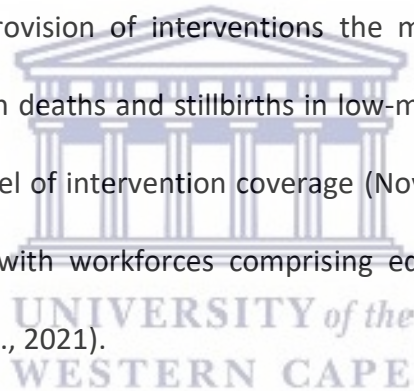 rovision of interventions the m
n deaths and stillbirths in low-m
el of intervention coverage (Nov
with workforces comprising ec
UNIVERSITY of the
., 2021).
WESTERN CAPE